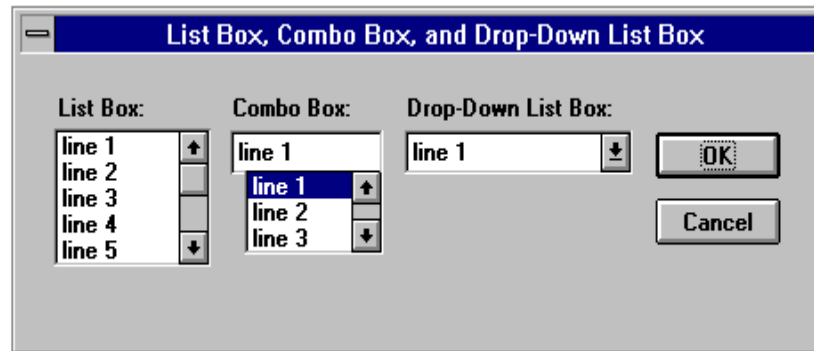 List Box, Combo Box, and Drop-Down List Box
List Box:
line 1
line 2
line 3
line 4
line 5
Combo Box:
line 1
line 1
line 2
line 3
Drop-Down List Box:
line 1
OK
Cancel